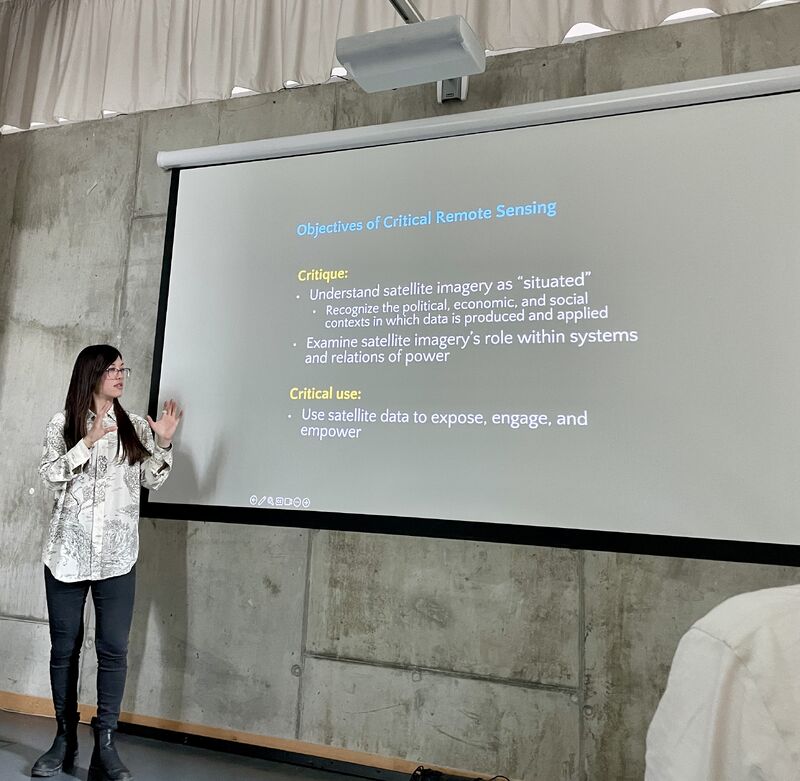 Objectives of Critical Remote Sensing
Critique:
• Understand satellite imagery as “situated”
• Recognize the political, economic, and social
contexts in which data is produced and applied
• Examine satellite imagery’s role within systems
and relations of power
Critical use:
• Use satellite data to expose, engage, and
empower